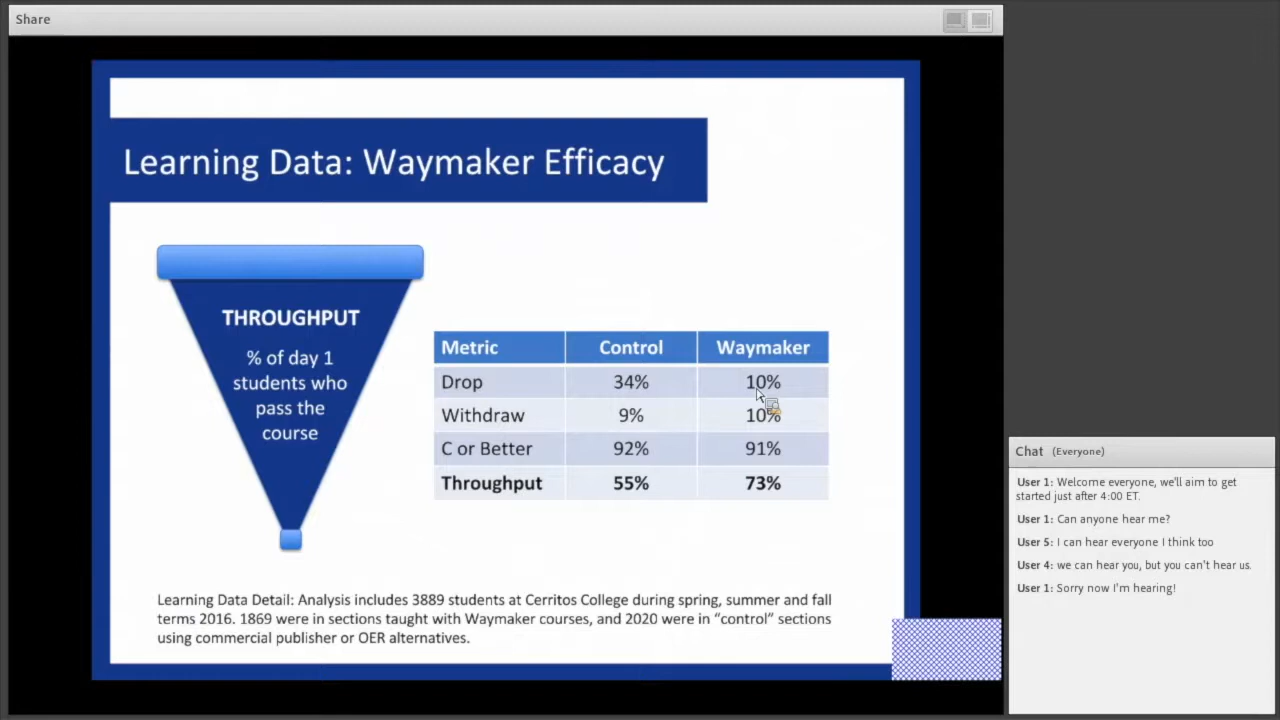 Share
Learning Data: Waymaker Efficacy
THROUGHPUT
% of day 1
students who
pass the
course
Metric Control Waymaker
Drop 34% 10%
Withdraw 9% 10%
C or Better 92% 91%
Throughput 55% 73%
Learning Data Detail: Analysis includes 3889 students at Cerritos College during spring, summer and fall
terms 2016. 1869 were in sections taught with Waymaker courses, and 2020 were in “control” sections
using commercial publisher or OER alternatives.
Chat (Everyone)
User 1: Welcome everyone, we'll aim to get
started just after 4:00 ET.
User 1: Can anyone hear me?
User 5: I can hear everyone I think too
User 4: we can hear you, but you can't hear us.
User 1: Sorry now I'm hearing!